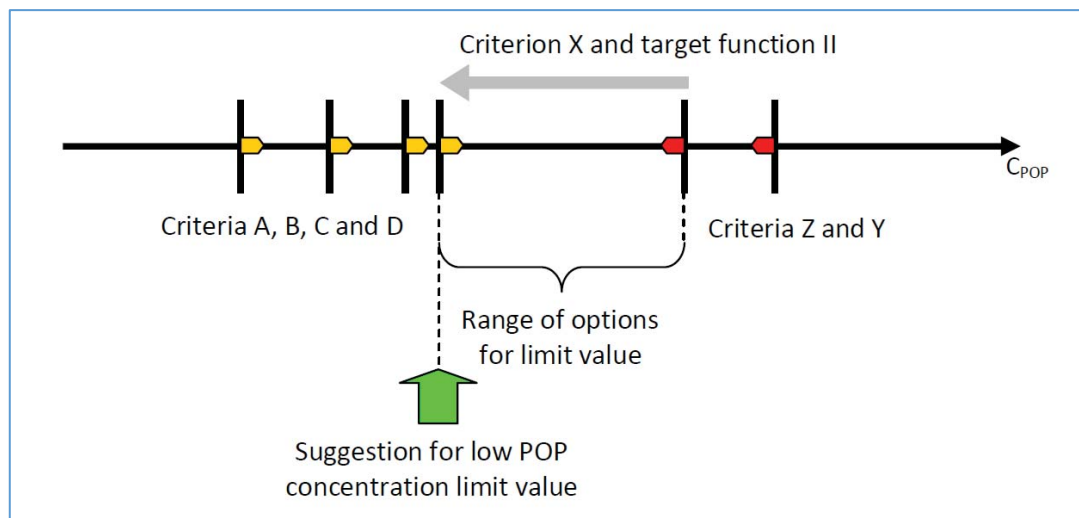 Criterion X and target function II
C_POP
Criteria A, B, C and D
Criteria Z and Y
Range of options
for limit value
Suggestion for low POP
concentration limit value